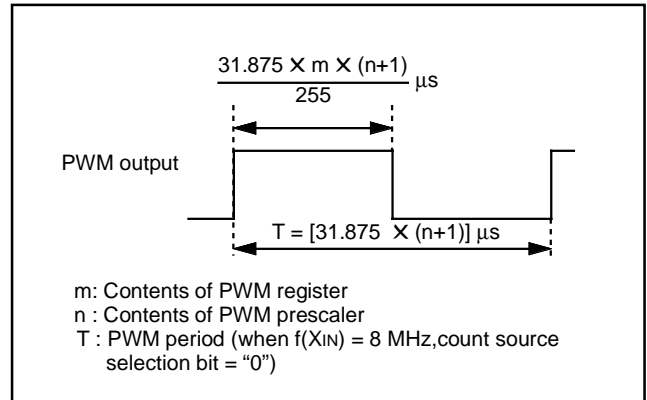 31.875 ✕ m ✕ (n+1)
255
μs
PWM output
T = [31.875 ✕ (n+1)] μs
m: Contents of PWM register
n : Contents of PWM prescaler
T : PWM period (when f(XIN) = 8 MHz,count source
selection bit = “0”)